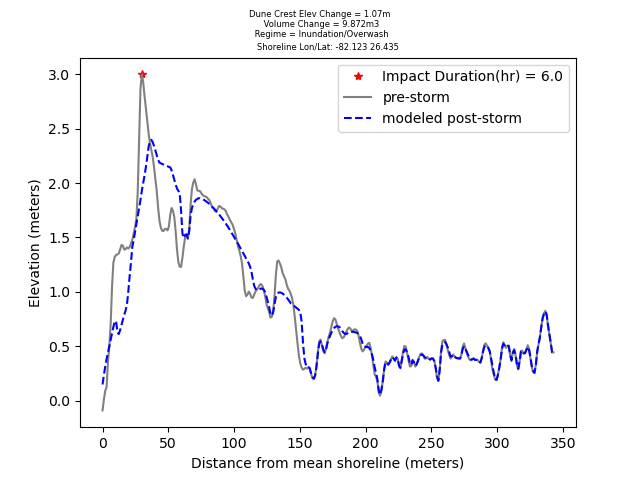 Dune Crest Elev Change = 1.07m
Volume Change = 9.872m3
Regime = Inundation/Overwash
Shoreline Lon/Lat: -82.123 26.435
Impact Duration(hr) = 6.0
pre-storm
modeled post-storm
Elevation (meters)
3.0
2.5
2.0
1.5
1.0
0.5
0.0
0 50 100 150 200 250 300 350
Distance from mean shoreline (meters)